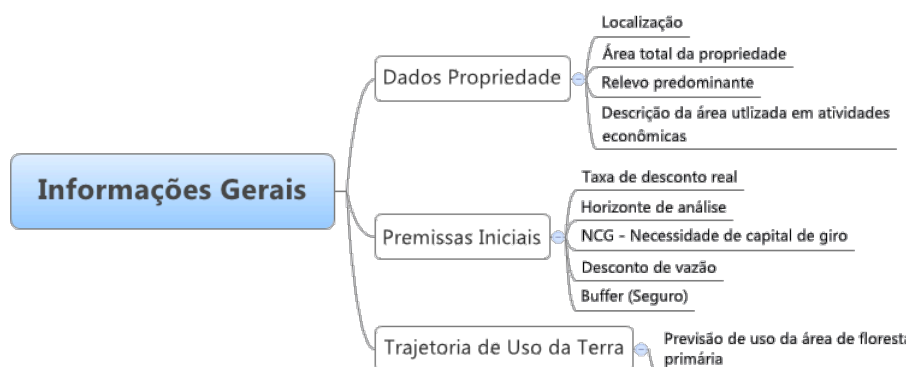 Informações Gerais
Dados Propriedade
Localização
Área total da propriedade
Relevo predominante
Descrição da área utlizada em atividades
econômicas
Premissas Iniciais
Taxa de desconto real
Horizonte de análise
NCG - Necessidade de capital de giro
Desconto de vazão
Buffer (Seguro)
Trajetoria de Uso da Terra
Previsão de uso da área de
primária